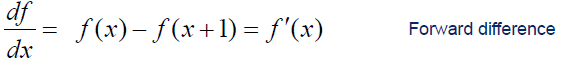 df/dx = f(x) − f(x+1) = f′(x) Forward difference